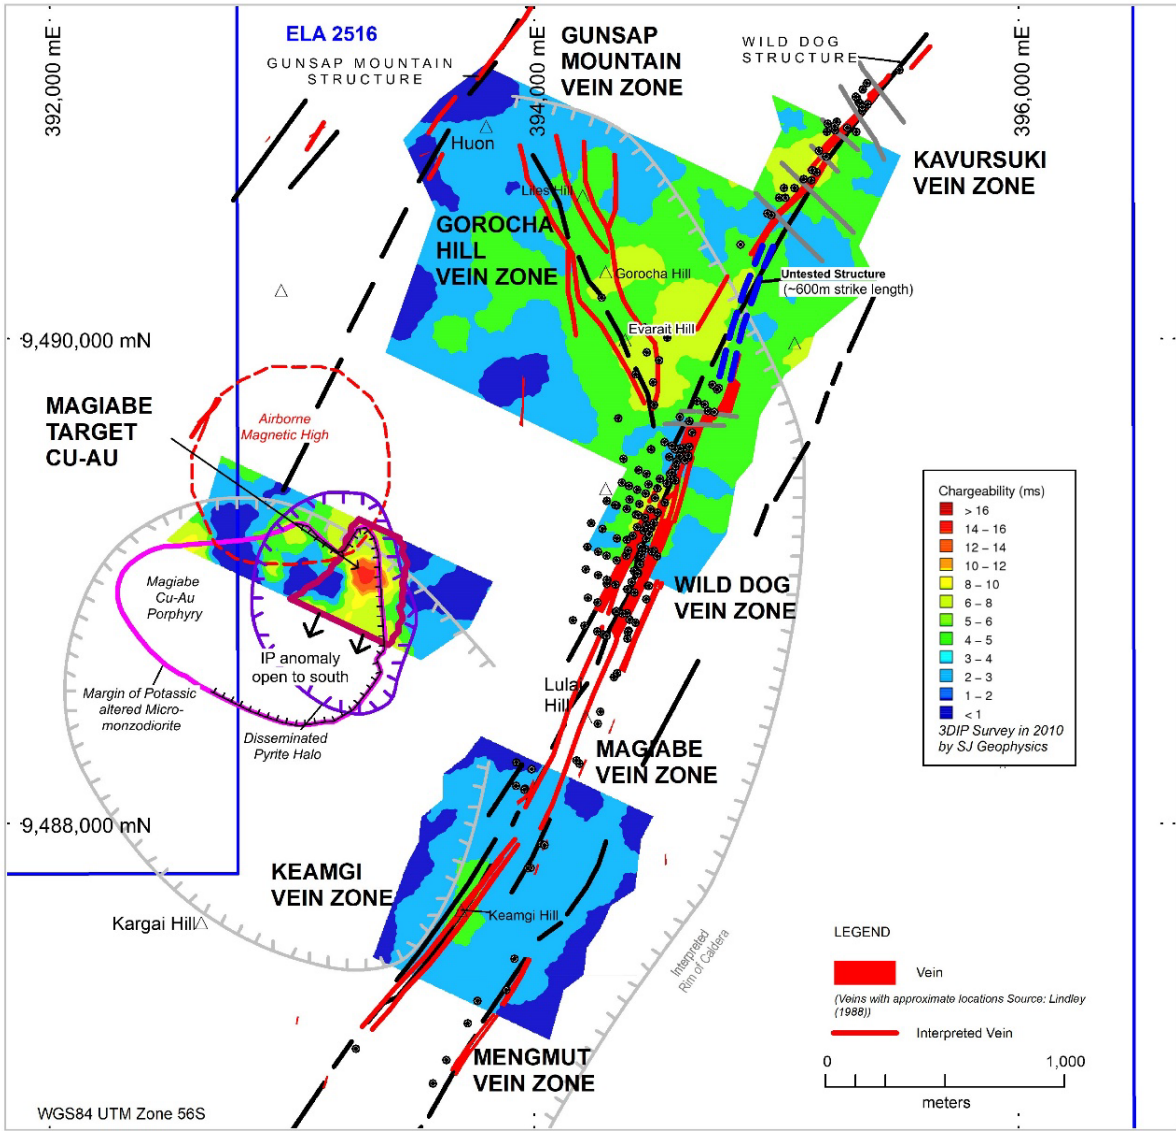 392,000 mE
ELA 2516
GUNSAP MOUNTAIN
STRUCTURE
394,000 mE
GUNSAP
MOUNTAIN
VEIN ZONE
WILD DOG
STRUCTURE
396,000 mE
Huon
KAVURSUKI
VEIN ZONE
Liles Hill
GOROCHA
HILL
VEIN ZONE
Gorocha Hill
Untested Structure
(~600m strike length)
Evarait Hill
9,490,000 mN
MAGIABE
TARGET
CU-AU
Airborne
Magnetic High
Chargeability (ms)
> 16
14 – 16
12 – 14
10 – 12
8 – 10
6 – 8
5 – 6
4 – 5
3 – 4
2 – 3
1 – 2
< 1
3DIP Survey in 2010
by SJ Geophysics
Magiabe
Cu-Au
Porphyry
WILD DOG
VEIN ZONE
IP anomaly
open to south
Margin of Potassic
altered Micro-
monzodiorite
Disseminated
Pyrite Halo
Lulai
Hill
MAGIABE
VEIN ZONE
9,488,000 mN
KEAMGI
VEIN ZONE
Keamgi Hill
Kargai Hill
Interpreted
Rim of Caldera
LEGEND
Vein
(Veins with approximate locations Source: Lindley
(1988))
Interpreted Vein
MENGMUT
VEIN ZONE
0
1,000
meters
WGS84 UTM Zone 56S